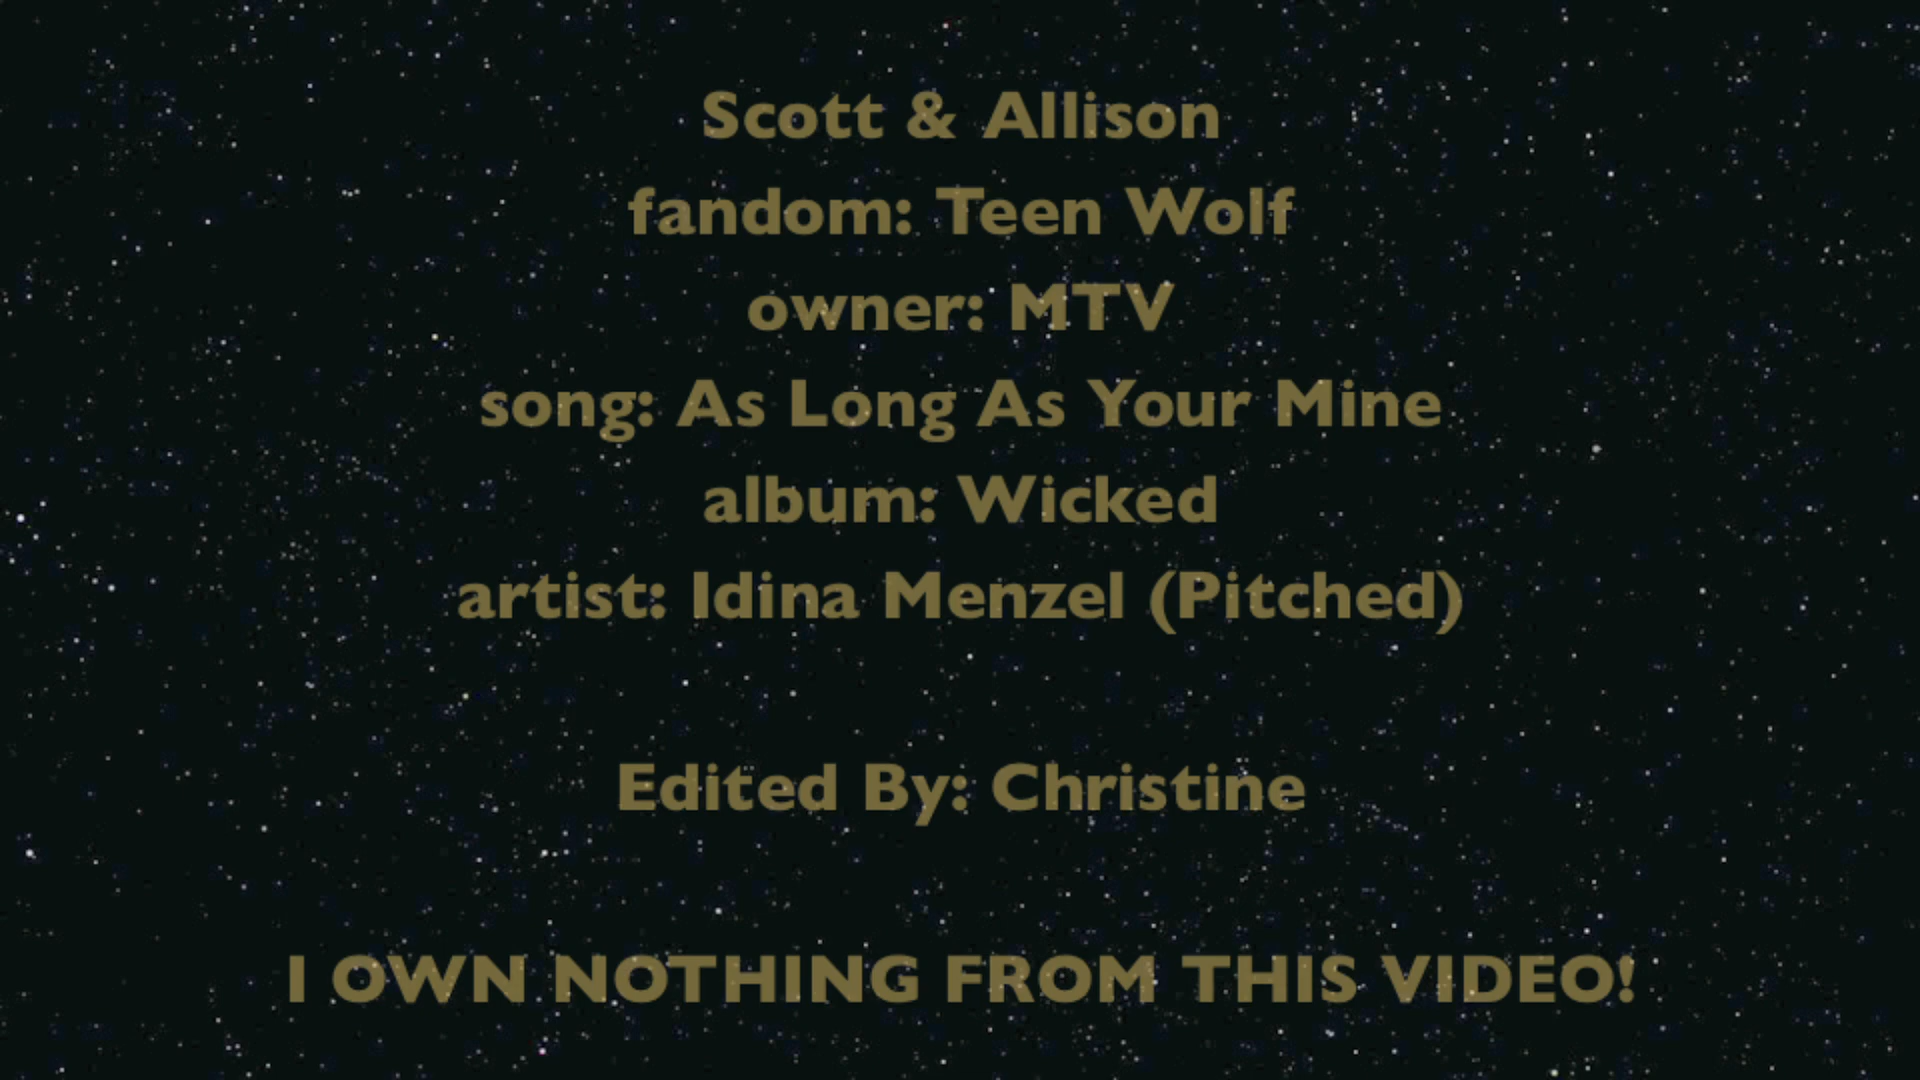 Scott & Allison
fandom: Teen Wolf
owner: MTV
song: As Long As Your Mine
album: Wicked
artist: Idina Menzel (Pitched)
Edited By: Christine
I OWN NOTHING FROM THIS VIDEO!